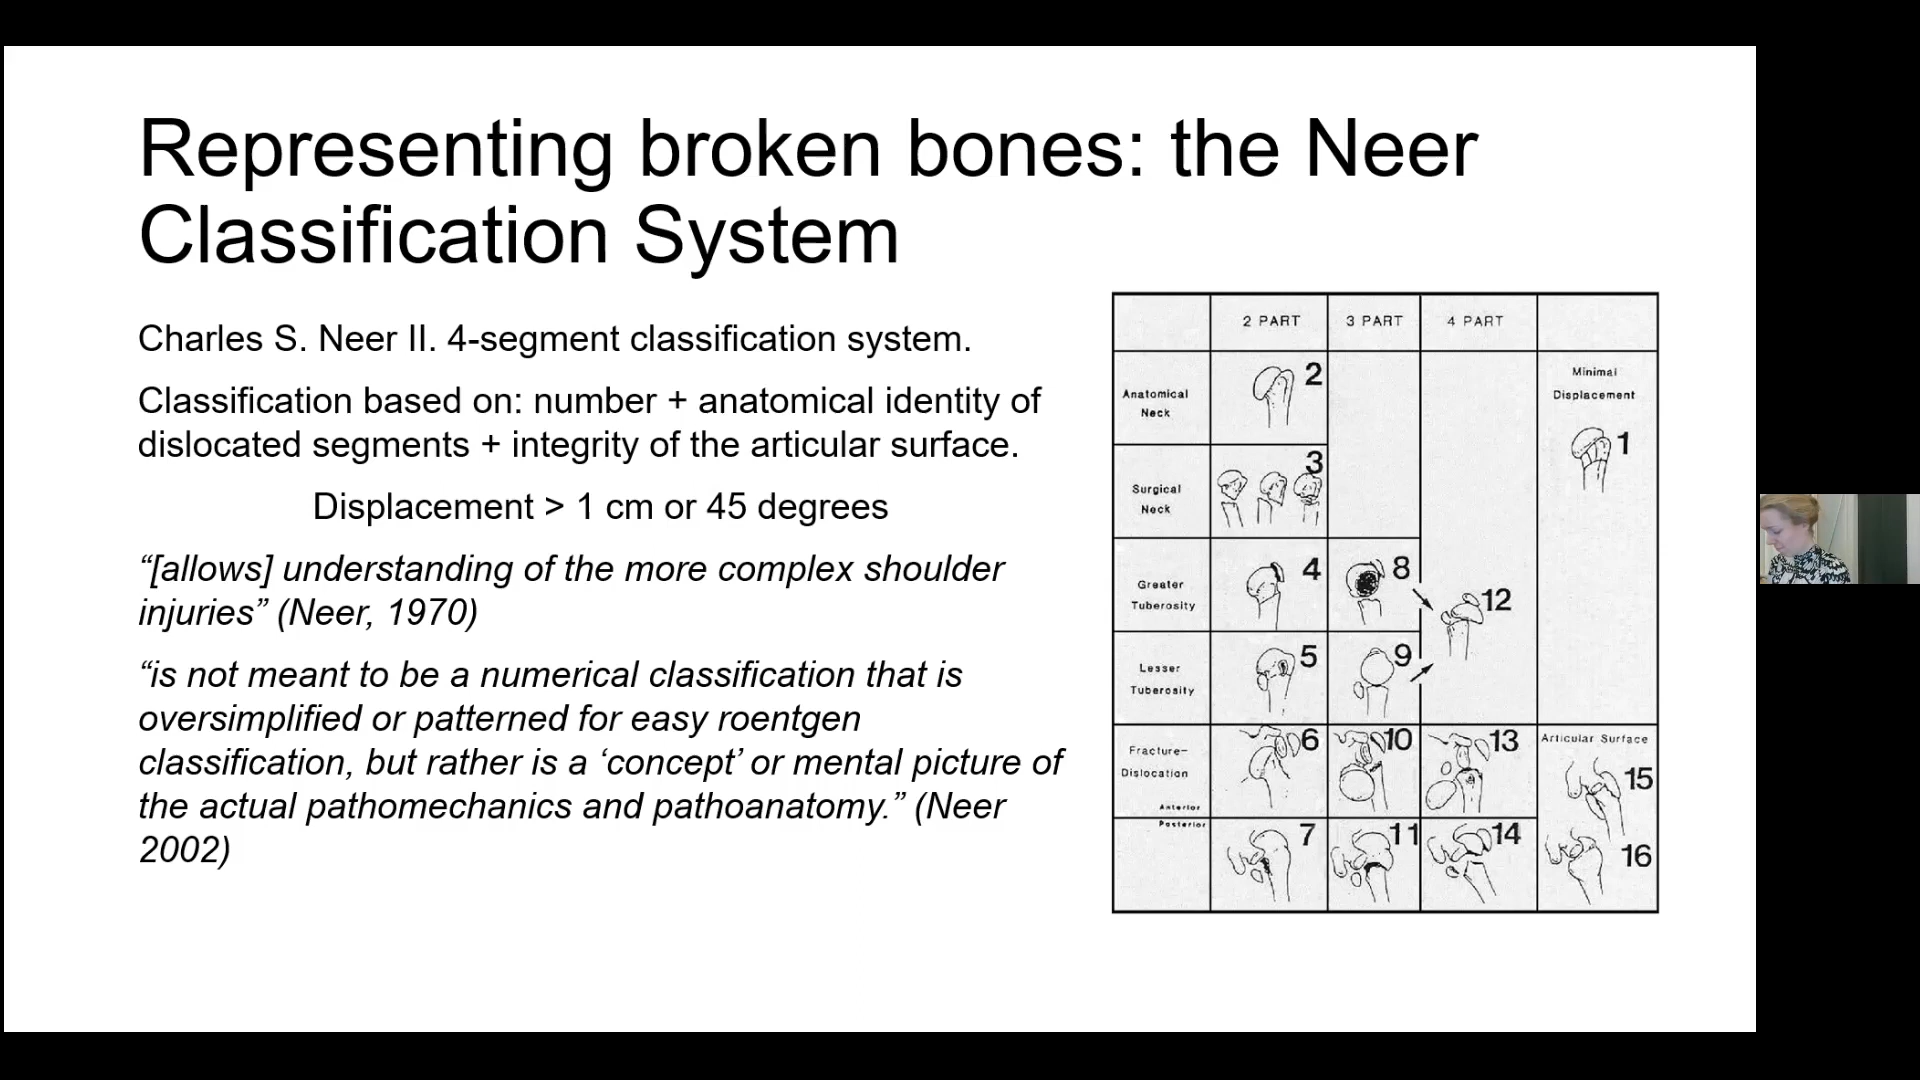 Representing broken bones: the Neer
Classification System
Charles S. Neer II. 4-segment classification system.
Classification based on: number + anatomical identity of
dislocated segments + integrity of the articular surface.
Displacement > 1 cm or 45 degrees
“[allows] understanding of the more complex shoulder
injuries” (Neer, 1970)
“is not meant to be a numerical classification that is
oversimplified or patterned for easy roentgen
classification, but rather is a ‘concept’ or mental picture of
the actual pathomechanics and pathoanatomy.” (Neer
2002)
2 PART 3 PART 4 PART
Anatomical
Neck
2
Minimal
Displacement
1
Surgical
Neck
3
Greater
Tuberosity
4
8
12
Lesser
Tuberosity
5
9
Fracture-
Dislocation
Anterior
6
10
13
Articular Surface
15
Posterior
7
11
14
16